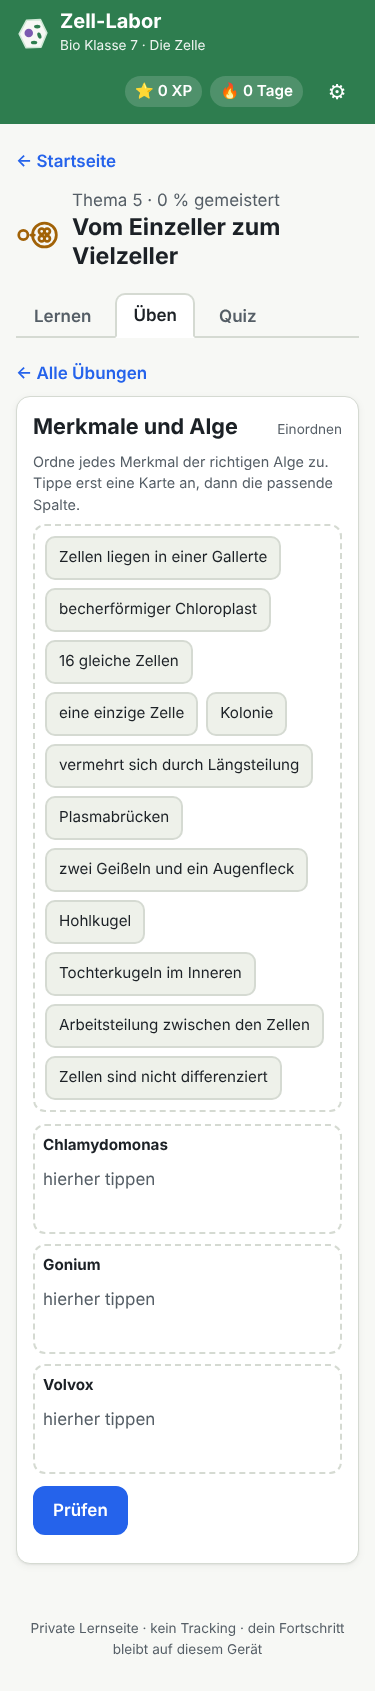 Zell-Labor
Bio Klasse 7 · Die Zelle
⭐ 0 XP
🔥 0 Tage
⚙
← Startseite
Thema 5 · 0 % gemeistert
Vom Einzeller zum
Vielzeller
Lernen
Üben
Quiz
← Alle Übungen
Merkmale und Alge
Einordnen
Ordne jedes Merkmal der richtigen Alge zu.
Tippe erst eine Karte an, dann die passende
Spalte.
Zellen liegen in einer Gallerte
becherförmiger Chloroplast
16 gleiche Zellen
eine einzige Zelle
Kolonie
vermehrt sich durch Längsteilung
Plasmabrücken
zwei Geißeln und ein Augenfleck
Hohlkugel
Tochterkugeln im Inneren
Arbeitsteilung zwischen den Zellen
Zellen sind nicht differenziert
Chlamydomonas
hierher tippen
Gonium
hierher tippen
Volvox
hierher tippen
Prüfen
Private Lernseite · kein Tracking · dein Fortschritt
bleibt auf diesem Gerät